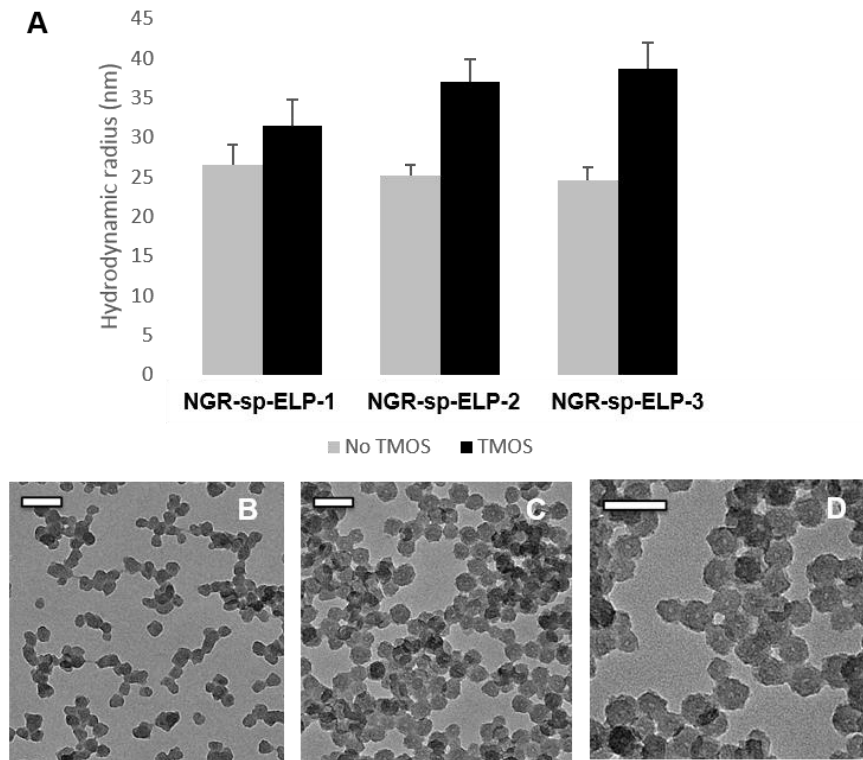 A
Hydrodynamic radius (nm)
45
40
35
30
25
20
15
10
5
0
NGR-sp-ELP-1 NGR-sp-ELP-2 NGR-sp-ELP-3
No TMOS TMOS
B C D